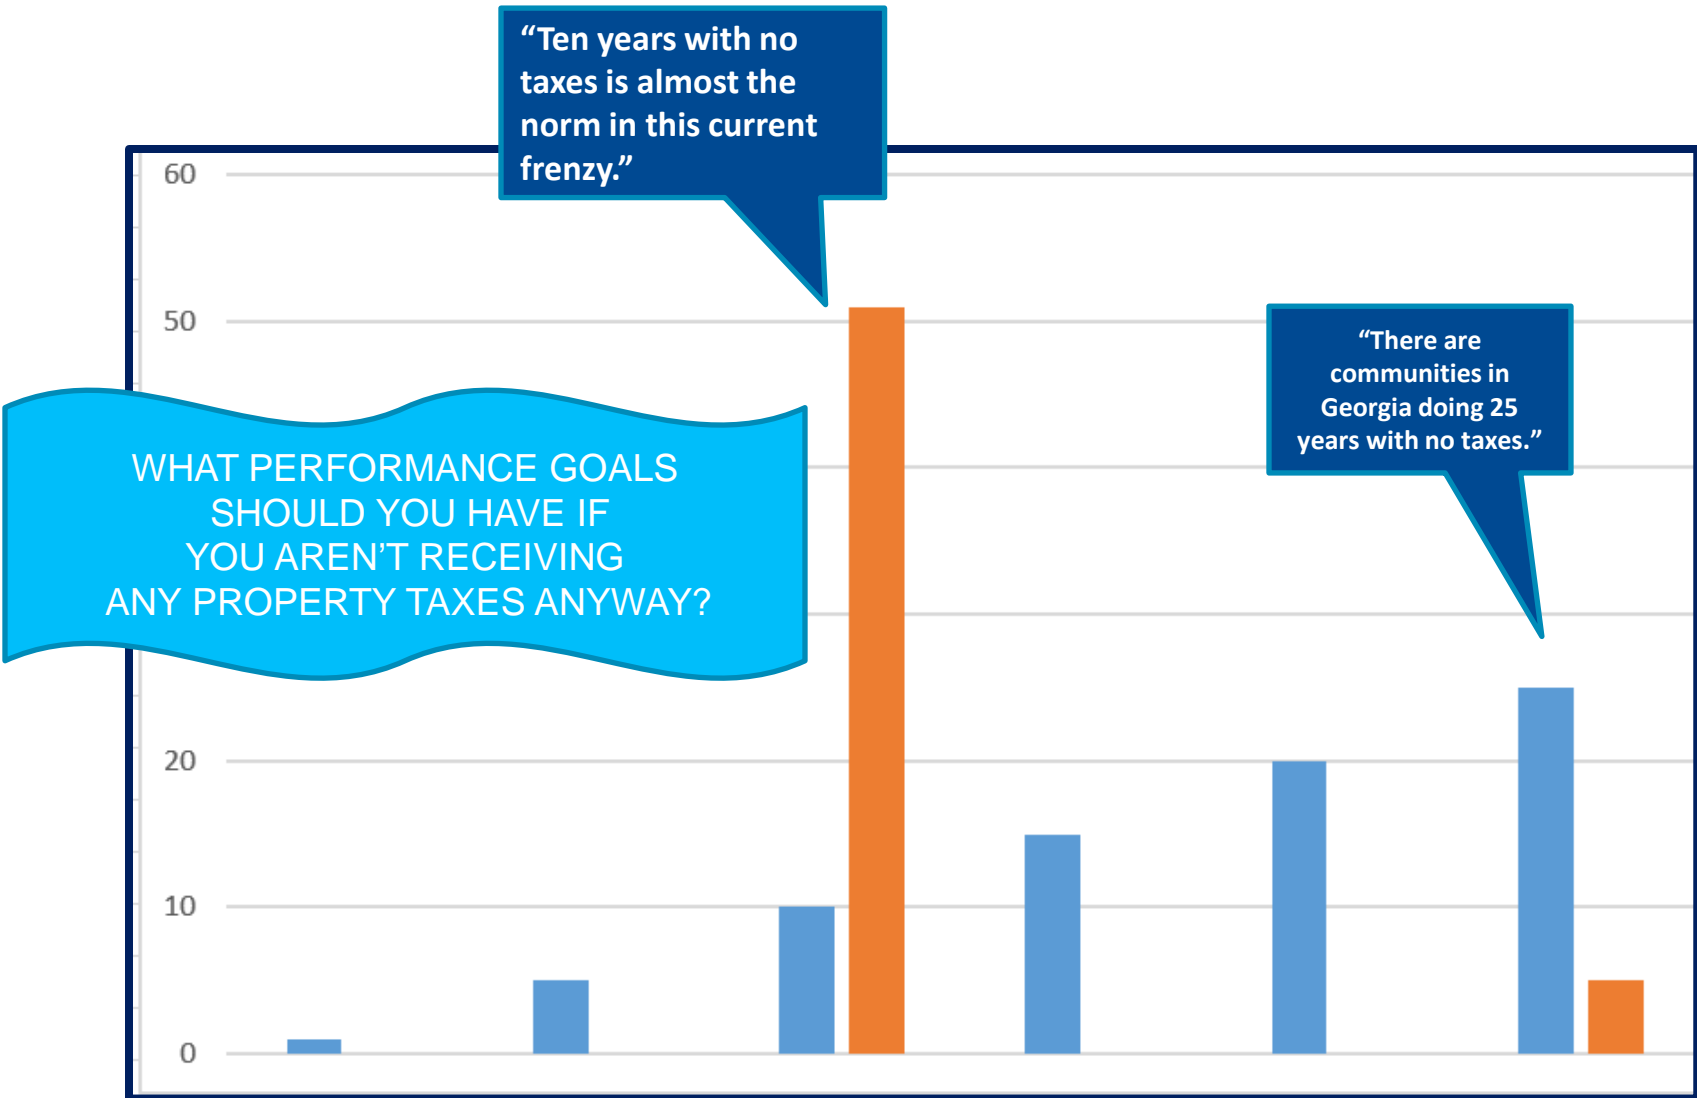 “Ten years with no
taxes is almost the
norm in this current
frenzy.”
60
50
“There are
communities in
Georgia doing 25
years with no taxes.”
WHAT PERFORMANCE GOALS
SHOULD YOU HAVE IF
YOU AREN’T RECEIVING
ANY PROPERTY TAXES ANYWAY?
20
10
0